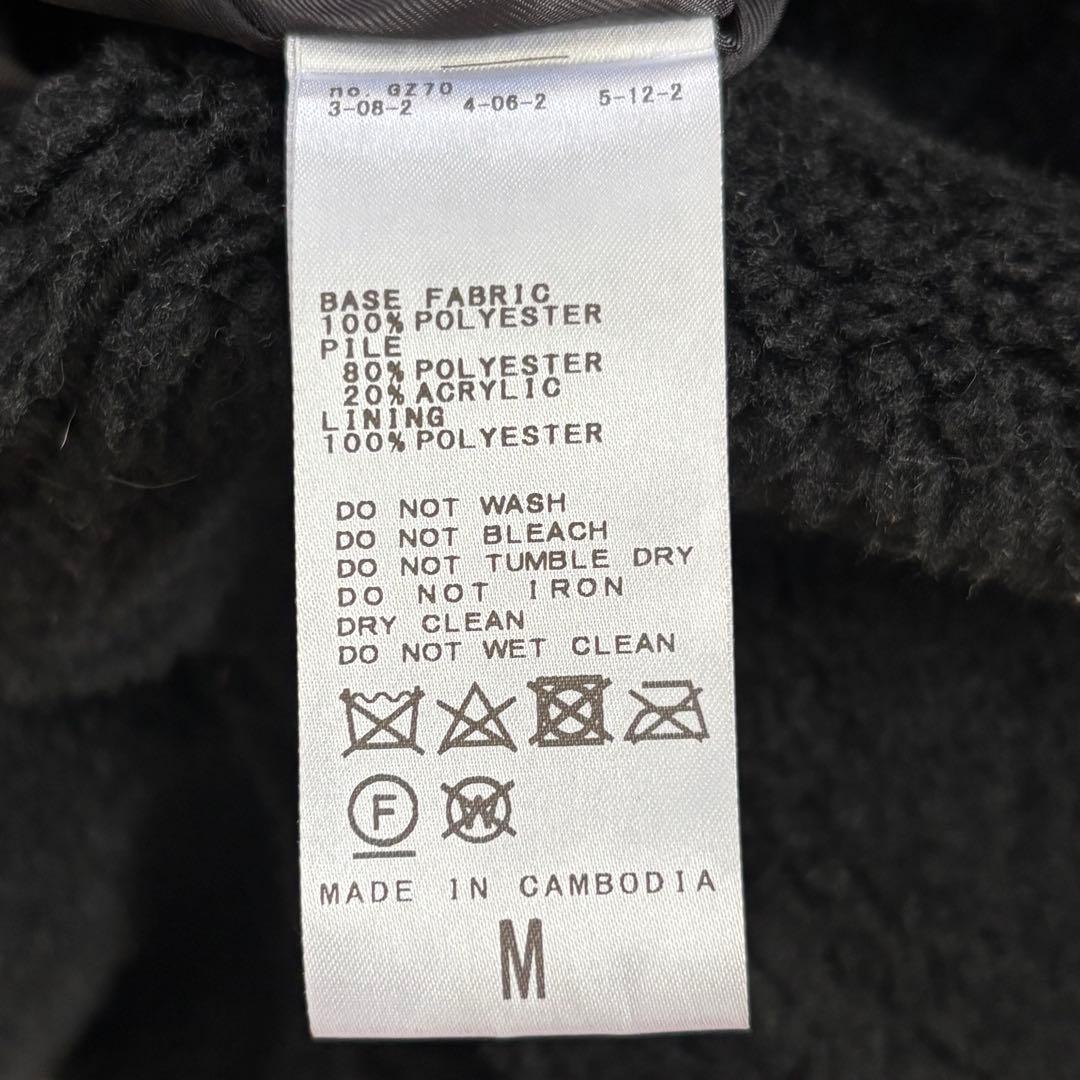 no. GZ70
3-08-2 4-06-2 5-12-2
BASE FABRIC
100% POLYESTER
PILE
80% POLYESTER
20% ACRYLIC
LINING
100% POLYESTER
DO NOT WASH
DO NOT BLEACH
DO NOT TUMBLE DRY
DO NOT IRON
DRY CLEAN
DO NOT WET CLEAN
F W
MADE IN CAMBODIA
M